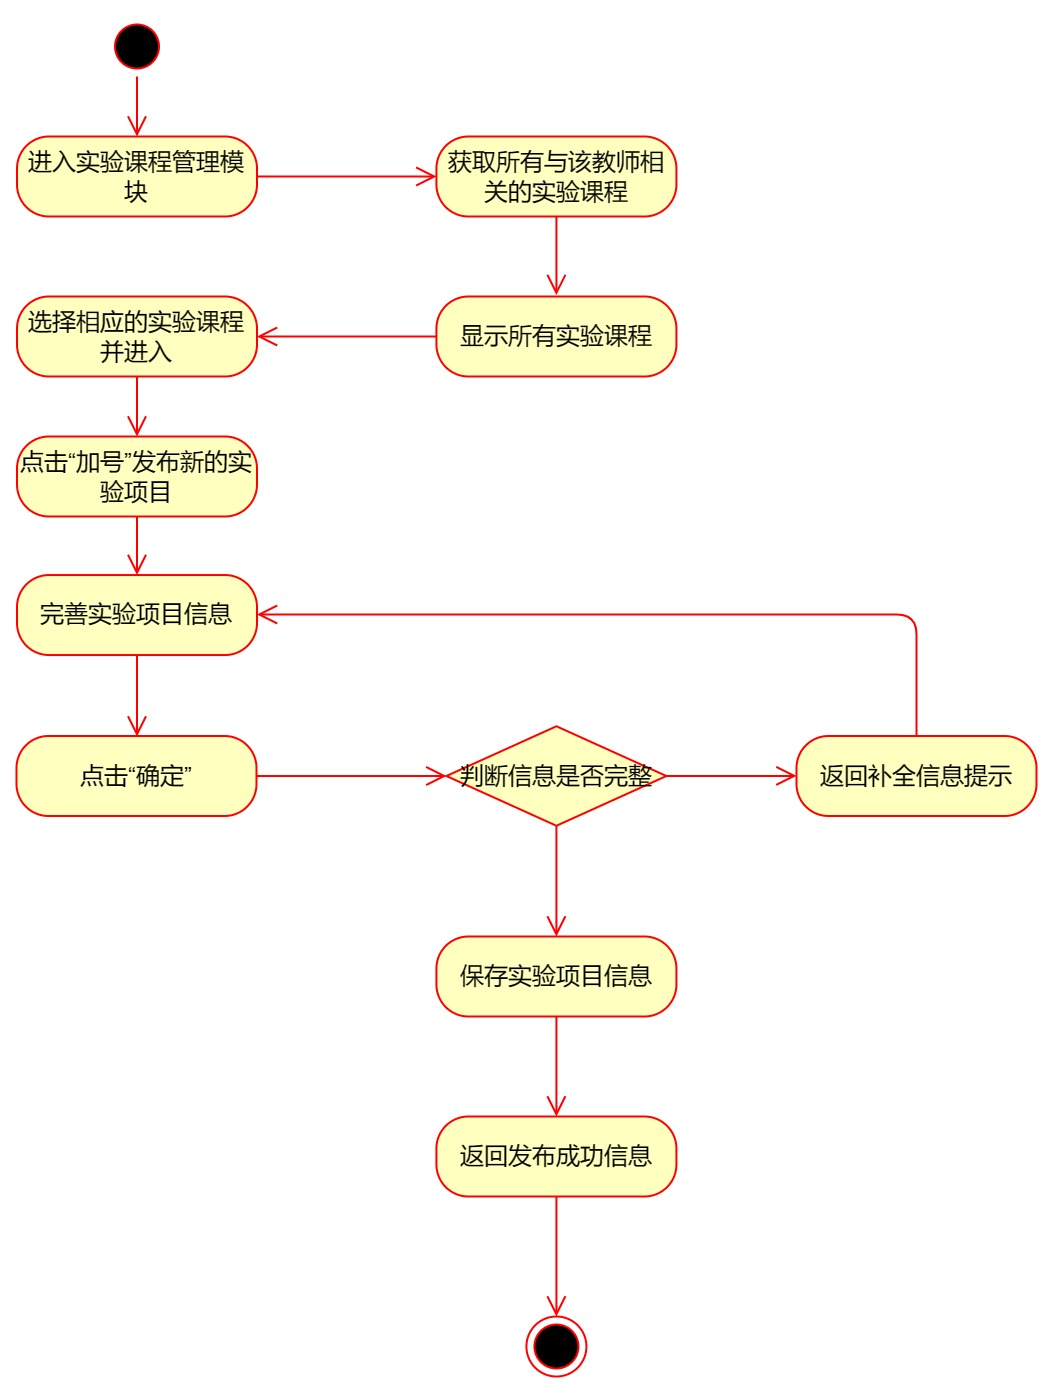 进入实验课程管理模
块
获取所有与该教师相
关的实验课程
显示所有实验课程
选择相应的实验课程
并进入
点击“加号”发布新的实
验项目
完善实验项目信息
点击“确定”
判断信息是否完整
返回补全信息提示
保存实验项目信息
返回发布成功信息